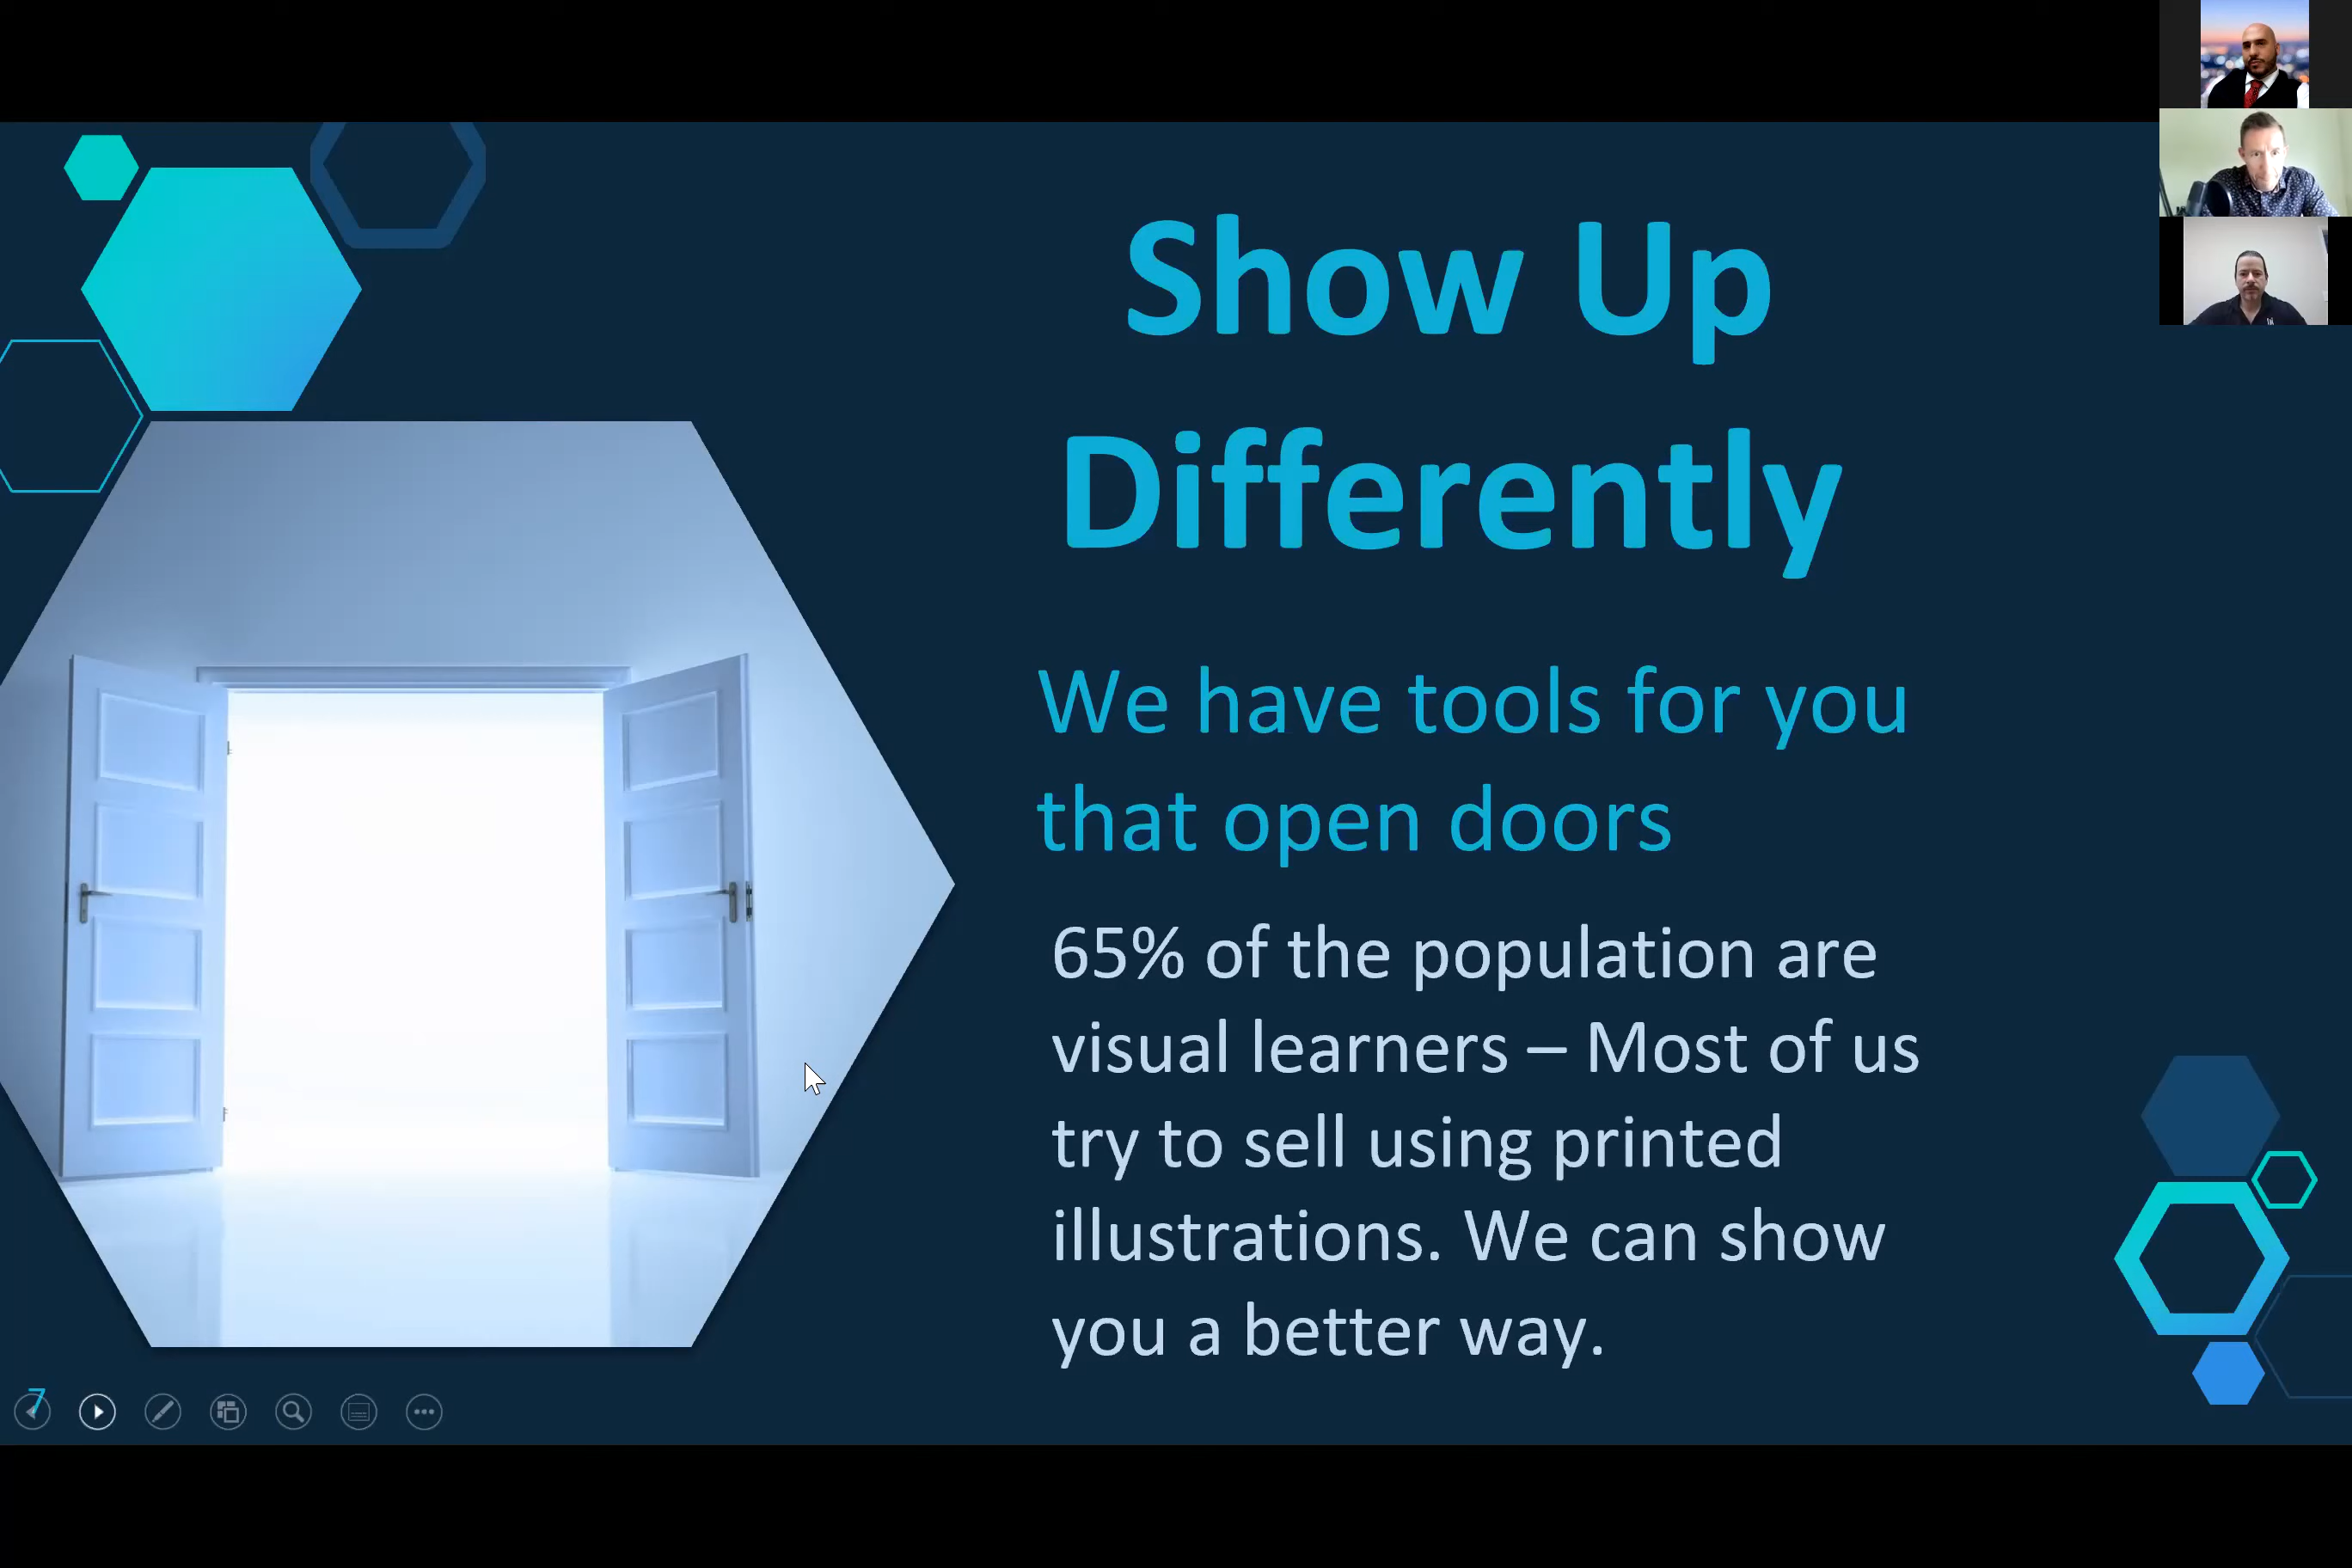 Show Up
Differently
We have tools for you
that open doors
65% of the population are
visual learners – Most of us
try to sell using printed
illustrations. We can show
you a better way.
7